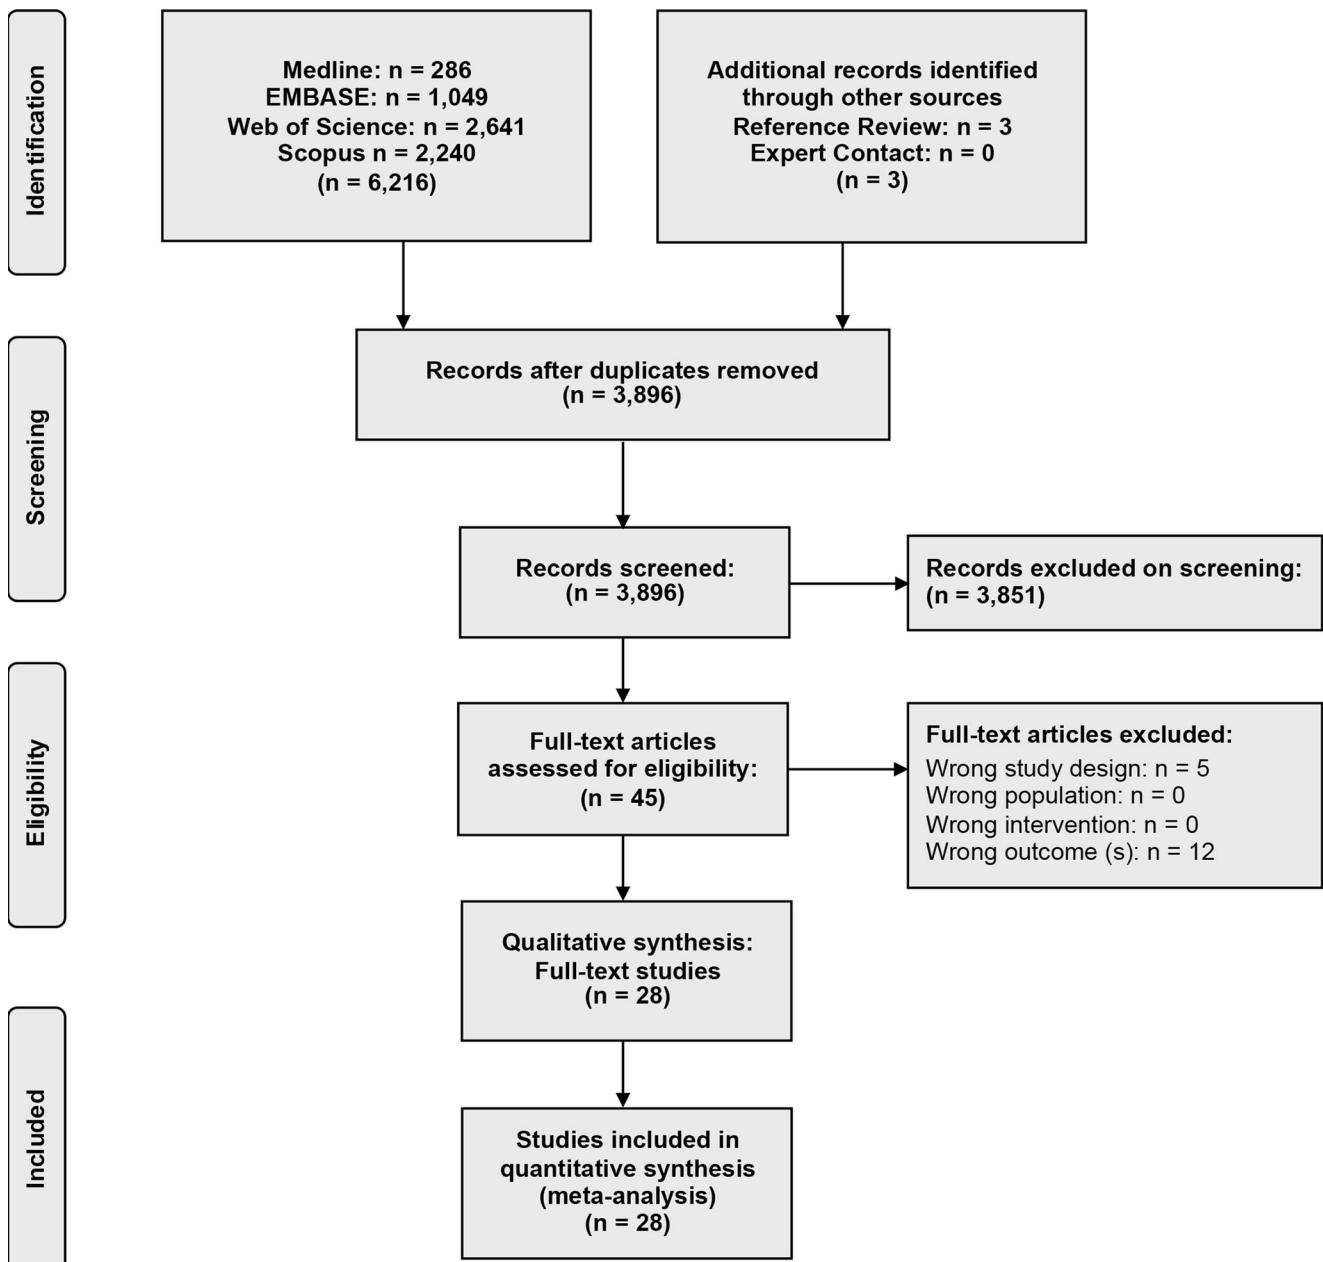 Identification
Medline: n = 286
EMBASE: n = 1,049
Web of Science: n = 2,641
Scopus n = 2,240
(n = 6,216)
Additional records identified
through other sources
Reference Review: n = 3
Expert Contact: n = 0
(n = 3)
Screening
Records after duplicates removed
(n = 3,896)
Records screened:
(n = 3,896)
Records excluded on screening:
(n = 3,851)
Eligibility
Full-text articles
assessed for eligibility:
(n = 45)
Full-text articles excluded:
Wrong study design: n = 5
Wrong population: n = 0
Wrong intervention: n = 0
Wrong outcome (s): n = 12
Qualitative synthesis:
Full-text studies
(n = 28)
Included
Studies included in
quantitative synthesis
(meta-analysis)
(n = 28)